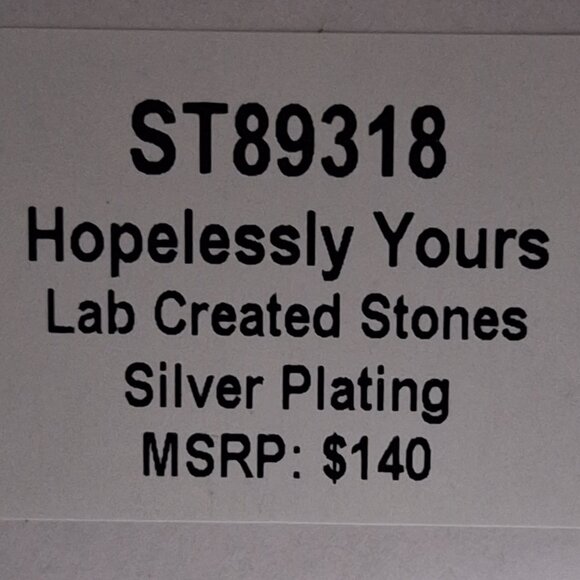 ST89318
Hopelessly Yours
Lab Created Stones
Silver Plating
MSRP: $140